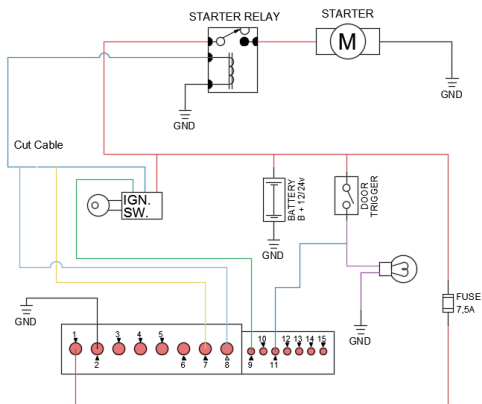 STARTER RELAY
STARTER
M
GND
GND
Cut Cable
IGN.
SW.
BATTERY
B + 12/24v
DOOR
TRIGGER
GND
FUSE
7,5A
GND
GND
1
2
3
4
5
6
7
8
9
10
11
12
13
14
15